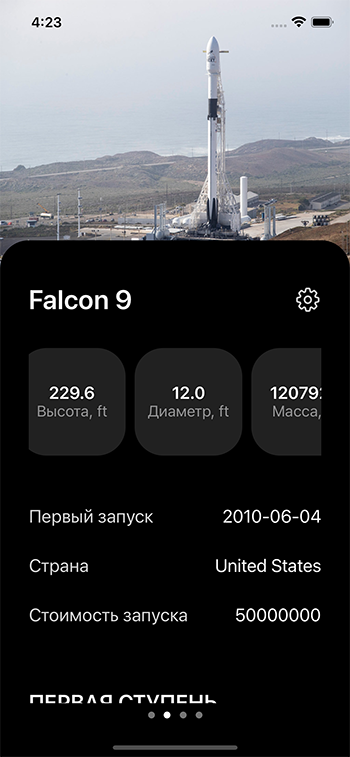 4:23
Falcon 9
229.6 12.0
Высота, ft Диаметр, ft Масса,
Первый запуск 2010-06-04
Страна United States
Стоимость запуска 50000000
ПЕРВАЯ СТУПЕНЬ